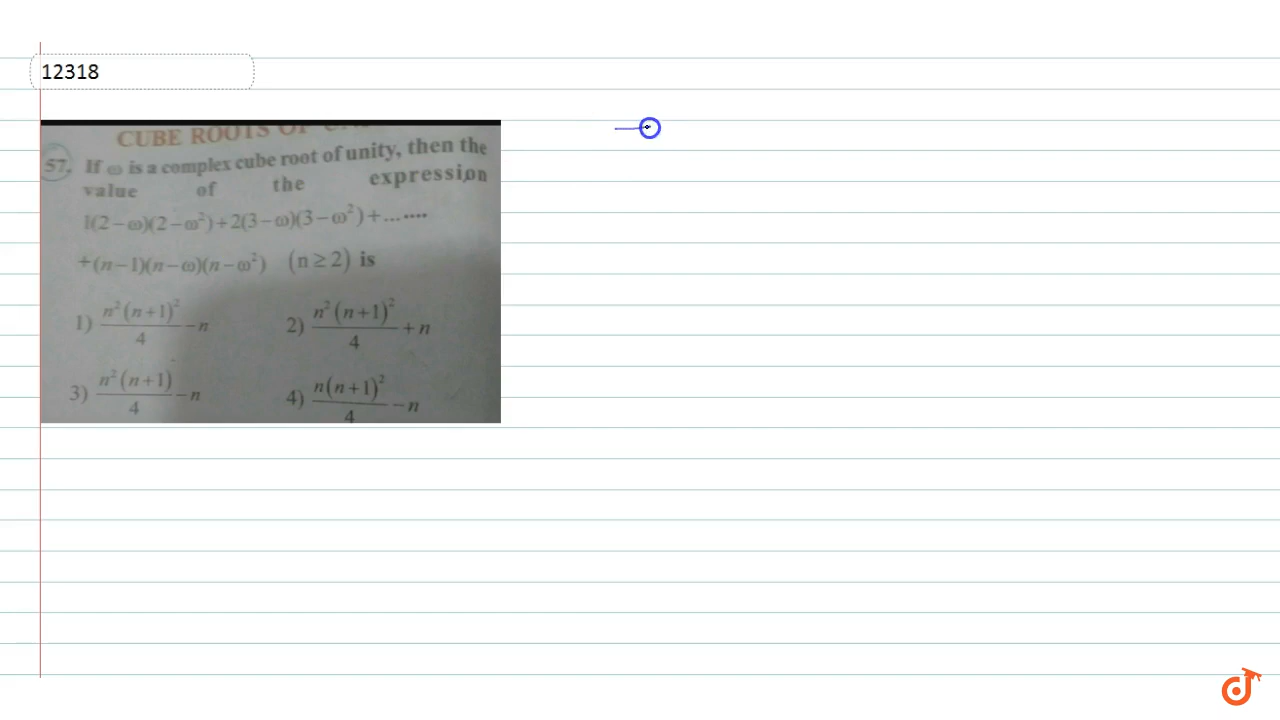 12318
CUBE ROOTS OF
57. If ω is a complex cube root of unity, then the
value of the expression
1(2−ω)(2−ω²)+2(3−ω)(3−ω²)+........
+(n−1)(n−ω)(n−ω²) (n≥2) is
1) n²(n+1)²/4 −n 2) n²(n+1)²/4 +n
3) n²(n+1)/4 −n 4) n(n+1)²/4 −n